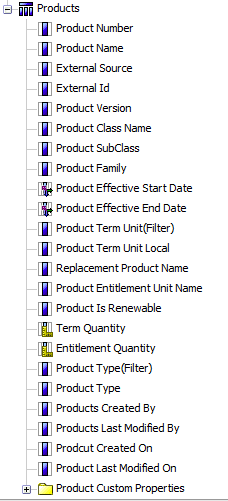 Products
Product Number
Product Name
External Source
External Id
Product Version
Product Class Name
Product SubClass
Product Family
Product Effective Start Date
Product Effective End Date
Product Term Unit(Filter)
Product Term Unit Local
Replacement Product Name
Product Entitlement Unit Name
Product Is Renewable
Term Quantity
Entitlement Quantity
Product Type(Filter)
Product Type
Products Created By
Products Last Modified By
Prodcut Created On
Product Last Modified On
Product Custom Properties